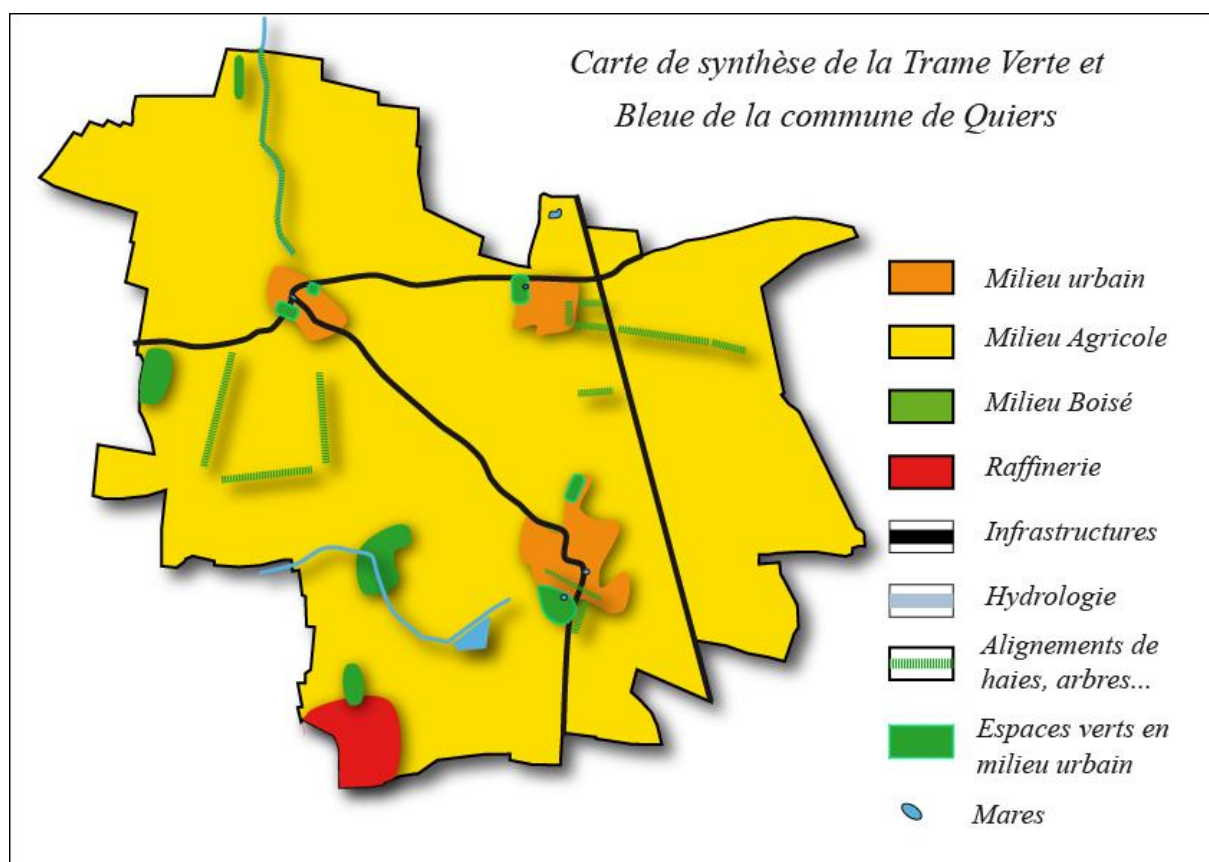 Carte de synthèse de la Trame Verte et
Bleue de la commune de Quiers
Milieu urbain
Milieu Agricole
Milieu Boisé
Raffinerie
Infrastructures
Hydrologie
Alignements de
haies, arbres...
Espaces verts en
milieu urbain
Mares